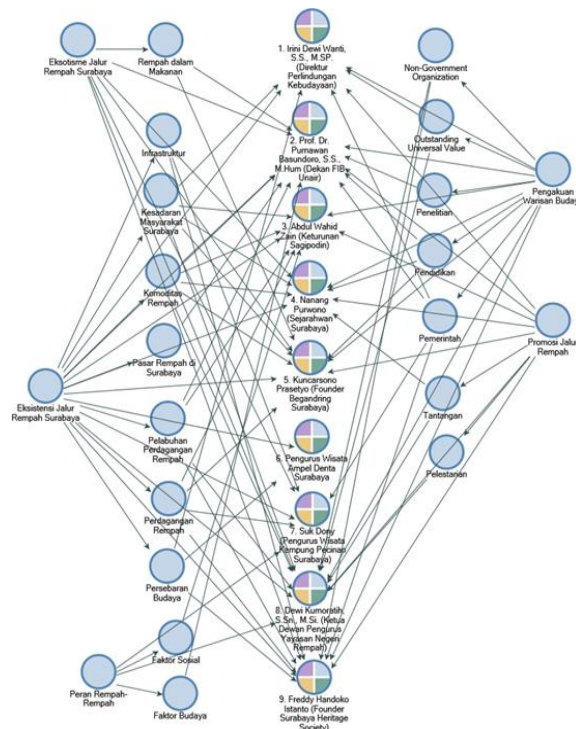 Eksotisme Jalur
Rempah Surabaya
Rempah dalam
Makanan
Infrastruktur
Kesadaran
Masyarakat
Surabaya
Komoditas
Rempah
Pasar Rempah di
Surabaya
Eksistensi Jalur
Rempah Surabaya
Pelabuhan
Perdagangan
Rempah
Perdagangan
Rempah
Persebaran
Budaya
Peran Rempah-
Rempah
Faktor Sosial
Faktor Budaya
1. Irini Dewi Wanti,
S.S., M.SP.
(Direktur
Perlindungan
Kebudayaan)
2. Prof. Dr.
Purnawan
Basundoro, S.S.,
M.Hum (Dekan FIB
Unair)
3. Abdul Wahid
Zain (Keturunan
Sagipodin)
4. Nanang
Purwono
(Sejarahwan
Surabaya)
5. Kuncarsono
Prasetyo (Founder
Begandring
Surabaya)
6. Pengurus Wisata
Ampel Denta
Surabaya
7. Suk Dony
(Pengurus Wisata
Kampung Pecinan
Surabaya)
8. Dewi Kumoratih,
S.Sn., M.Si. (Ketua
Dewan Pengurus
Yayasan Negeri
Rempah)
9. Freddy Handoko
Istanto (Founder
Surabaya Heritage
Society)
Non-Government
Organization
Outstanding
Universal Value
Penelitian
Pendidikan
Pemerintah
Tantangan
Pelestarian
Pengakuan
Warisan Budaya
Promosi Jalur
Rempah